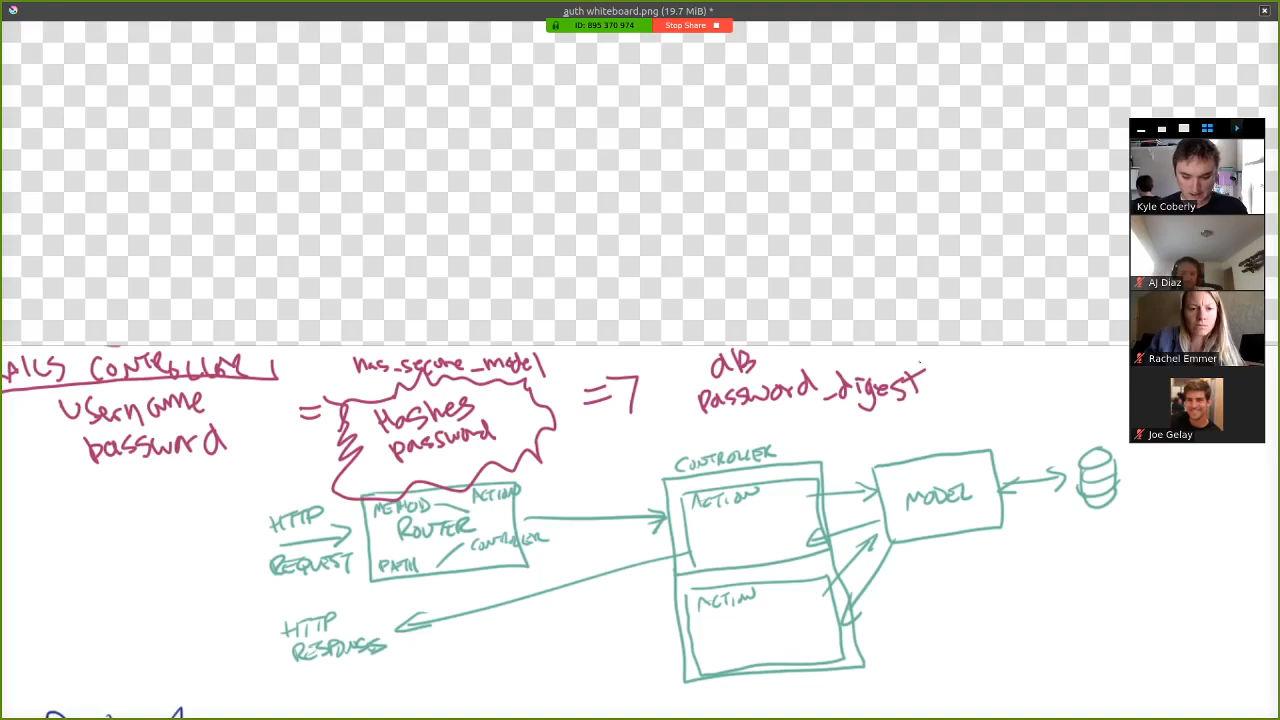 auth whiteboard.png (19.7 MiB) *
ID: 895 370 974
Stop Share
Kyle Coberly
AJ Diaz
Rachel Emmer
Joe Gelay
AILS CONTROLLER
username
password
=
has_secure_model
Hashes
password
=7
dB
password_digest
HTTP
REQUEST
METHOD
ACTION
ROUTER
CONTROLLER
PATH
HTTP
RESPONSE
CONTROLLER
ACTION
ACTION
MODEL